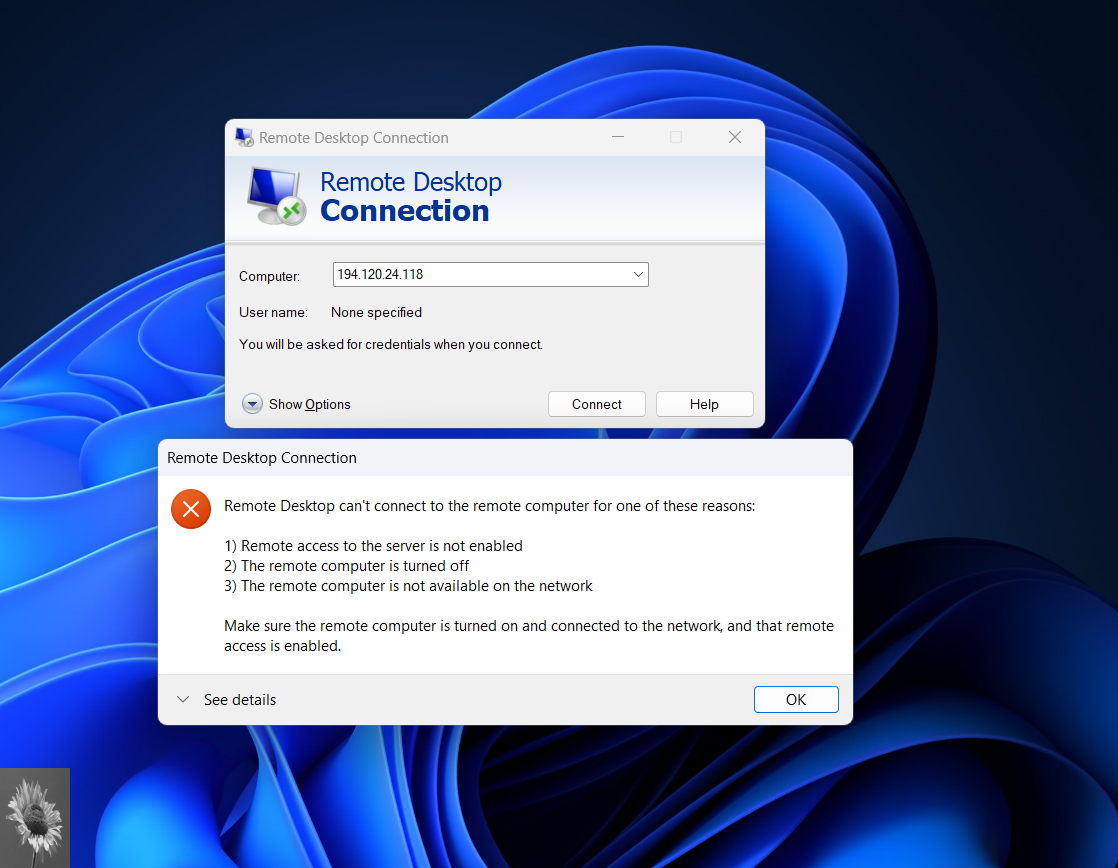 Remote Desktop Connection
Remote Desktop
Connection
Computer: 194.120.24.118
User name: None specified
You will be asked for credentials when you connect.
Show Options Connect Help
Remote Desktop Connection
Remote Desktop can't connect to the remote computer for one of these reasons:
1) Remote access to the server is not enabled
2) The remote computer is turned off
3) The remote computer is not available on the network
Make sure the remote computer is turned on and connected to the network, and that remote
access is enabled.
See details OK